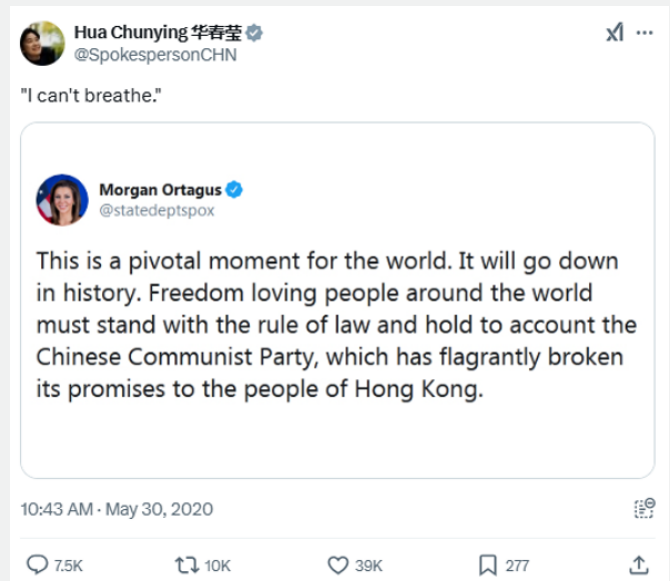 Hua Chunying 华春莹
@SpokespersonCHN
"I can't breathe."
Morgan Ortagus
@statedeptspox
This is a pivotal moment for the world. It will go down
in history. Freedom loving people around the world
must stand with the rule of law and hold to account the
Chinese Communist Party, which has flagrantly broken
its promises to the people of Hong Kong.
10:43 AM · May 30, 2020
7.5K 10K 39K 277